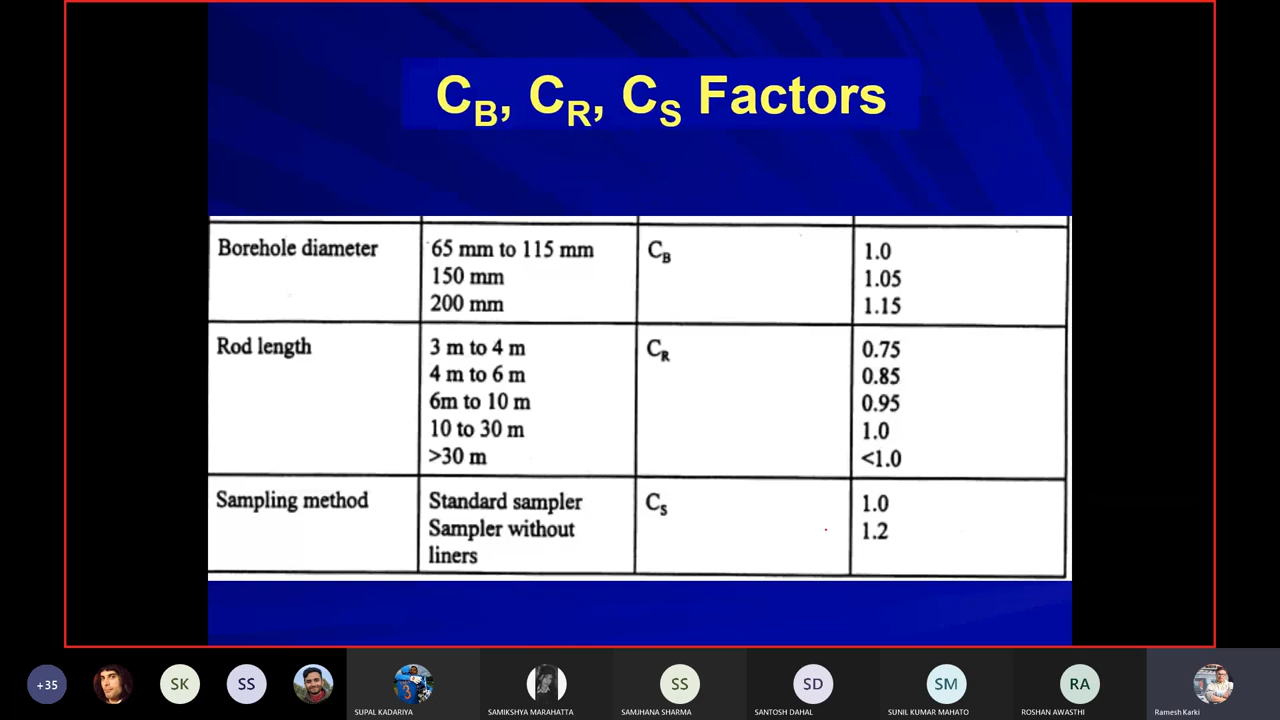 CB, CR, CS Factors
Borehole diameter 65 mm to 115 mm CB 1.0
150 mm 1.05
200 mm 1.15
Rod length 3 m to 4 m CR 0.75
4 m to 6 m 0.85
6m to 10 m 0.95
10 to 30 m 1.0
>30 m <1.0
Sampling method Standard sampler Cs 1.0
Sampler without 1.2
liners
+35 SK SS SS SD SM RA
SUPAL KADARIYA SAMIKSHYA MARAHATTA SAMJHANA SHARMA SANTOSH DAHAL SUNIL KUMAR MAHATO ROSHAN AWASTHI Ramesh Karki